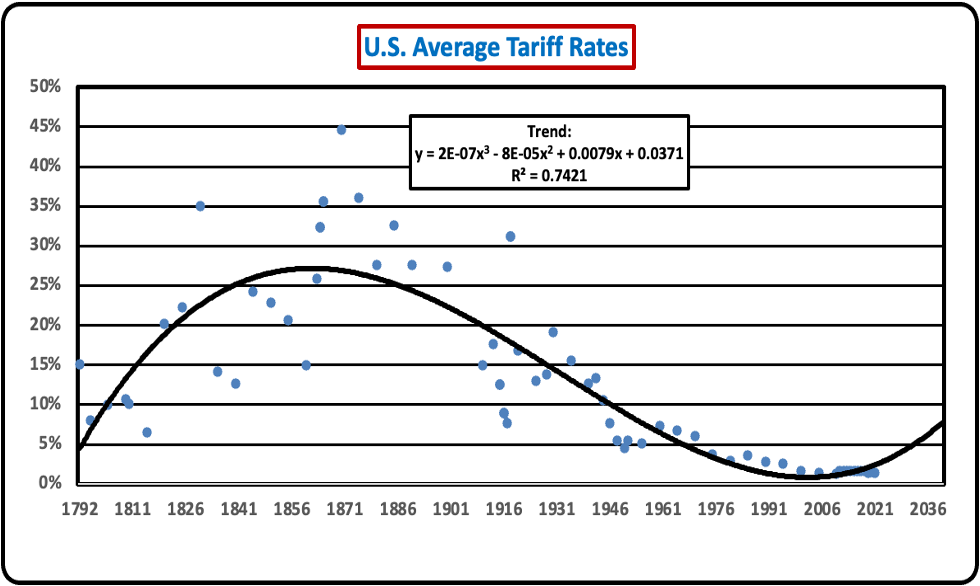 U.S. Average Tariff Rates
50%
45%
40%
35%
30%
25%
20%
15%
10%
5%
0%
Trend:
y = 2E-07x³ - 8E-05x² + 0.0079x + 0.0371
R² = 0.7421
1792 1811 1826 1841 1856 1871 1886 1901 1916 1931 1946 1961 1976 1991 2006 2021 2036